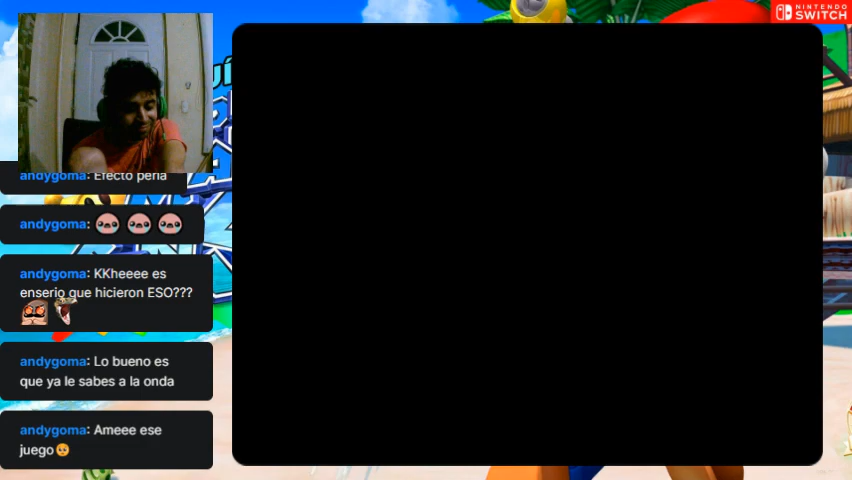 NINTENDO
SWITCH
andygoma: Efecto perla
andygoma:
andygoma: KKheeee es
enserio que hicieron ESO???
andygoma: Lo bueno es
que ya le sabes a la onda
andygoma: Ameee ese
juego🥺